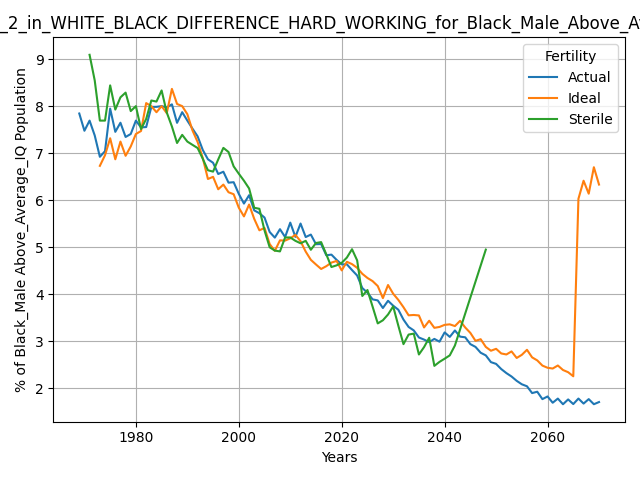 _2_in_WHITE_BLACK_DIFFERENCE_HARD_WORKING_for_Black_Male_Above_A
Fertility
Actual
Ideal
Sterile
% of Black_Male Above_Average_IQ Population
9
8
7
6
5
4
3
2
1980
2000
2020
2040
2060
Years